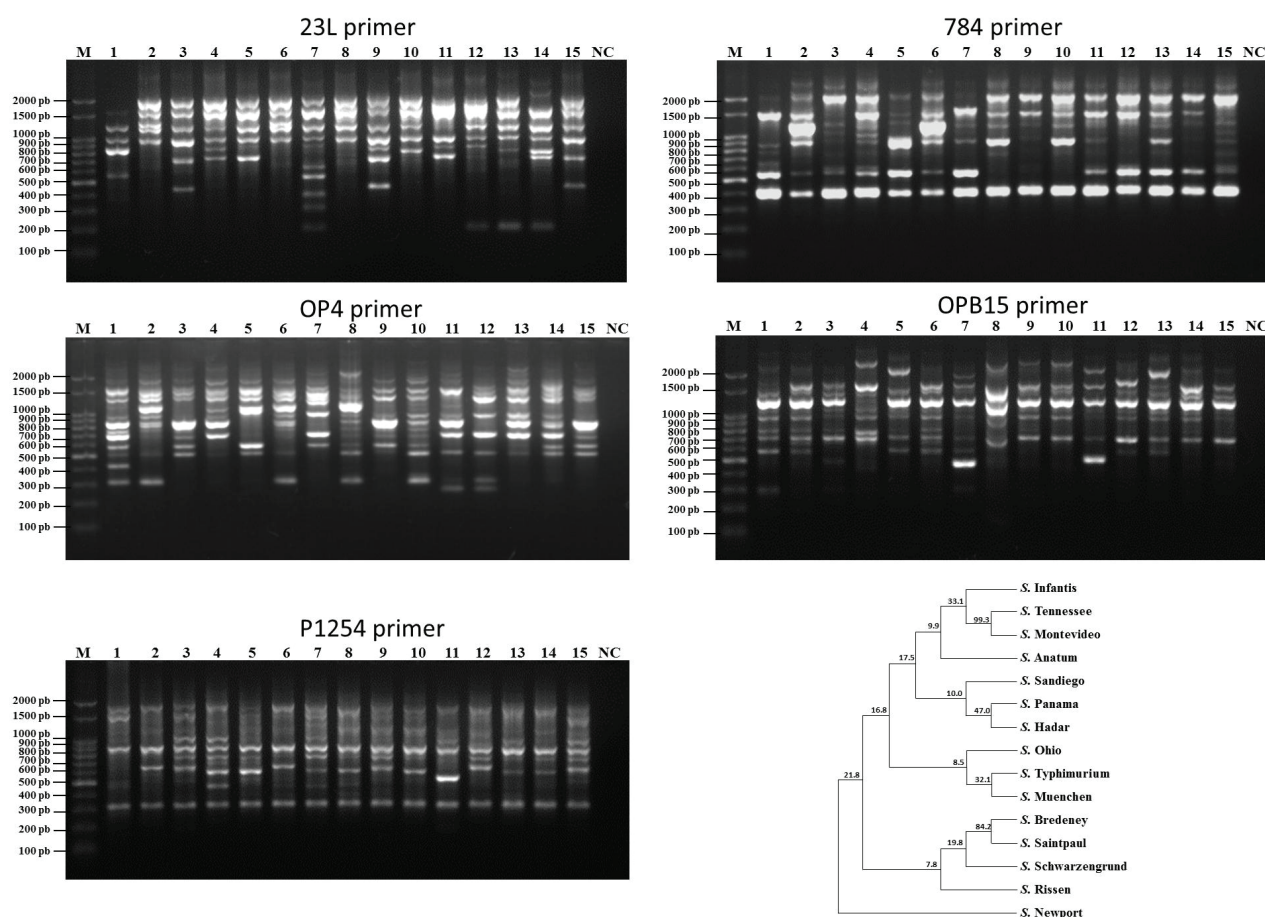 23L primer
M 1 2 3 4 5 6 7 8 9 10 11 12 13 14 15 NC
2000 pb
1500 pb
1000 pb
900 pb
800 pb
700 pb
600 pb
500 pb
400 pb
300 pb
200 pb
100 pb
784 primer
M 1 2 3 4 5 6 7 8 9 10 11 12 13 14 15 NC
2000 pb
1500 pb
1000 pb
900 pb
800 pb
700 pb
600 pb
500 pb
400 pb
300 pb
200 pb
100 pb
OP4 primer
M 1 2 3 4 5 6 7 8 9 10 11 12 13 14 15 NC
2000 pb
1500 pb
1000 pb
900 pb
800 pb
700 pb
600 pb
500 pb
400 pb
300 pb
200 pb
100 pb
OPB15 primer
M 1 2 3 4 5 6 7 8 9 10 11 12 13 14 15 NC
2000 pb
1500 pb
1000 pb
900 pb
800 pb
700 pb
600 pb
500 pb
400 pb
300 pb
200 pb
100 pb
P1254 primer
M 1 2 3 4 5 6 7 8 9 10 11 12 13 14 15 NC
2000 pb
1500 pb
1000 pb
900 pb
800 pb
700 pb
600 pb
500 pb
400 pb
300 pb
200 pb
100 pb
S. Infantis
33.1
S. Tennessee
99.3
9.9
S. Montevideo
17.5
S. Anatum
S. Sandiego
10.0
S. Panama
16.8
47.0
S. Hadar
S. Ohio
8.5
21.8
S. Typhimurium
32.1
S. Muenchen
S. Bredeney
84.2
19.8
S. Saintpaul
7.8
S. Schwarzengrund
S. Rissen
S. Newport